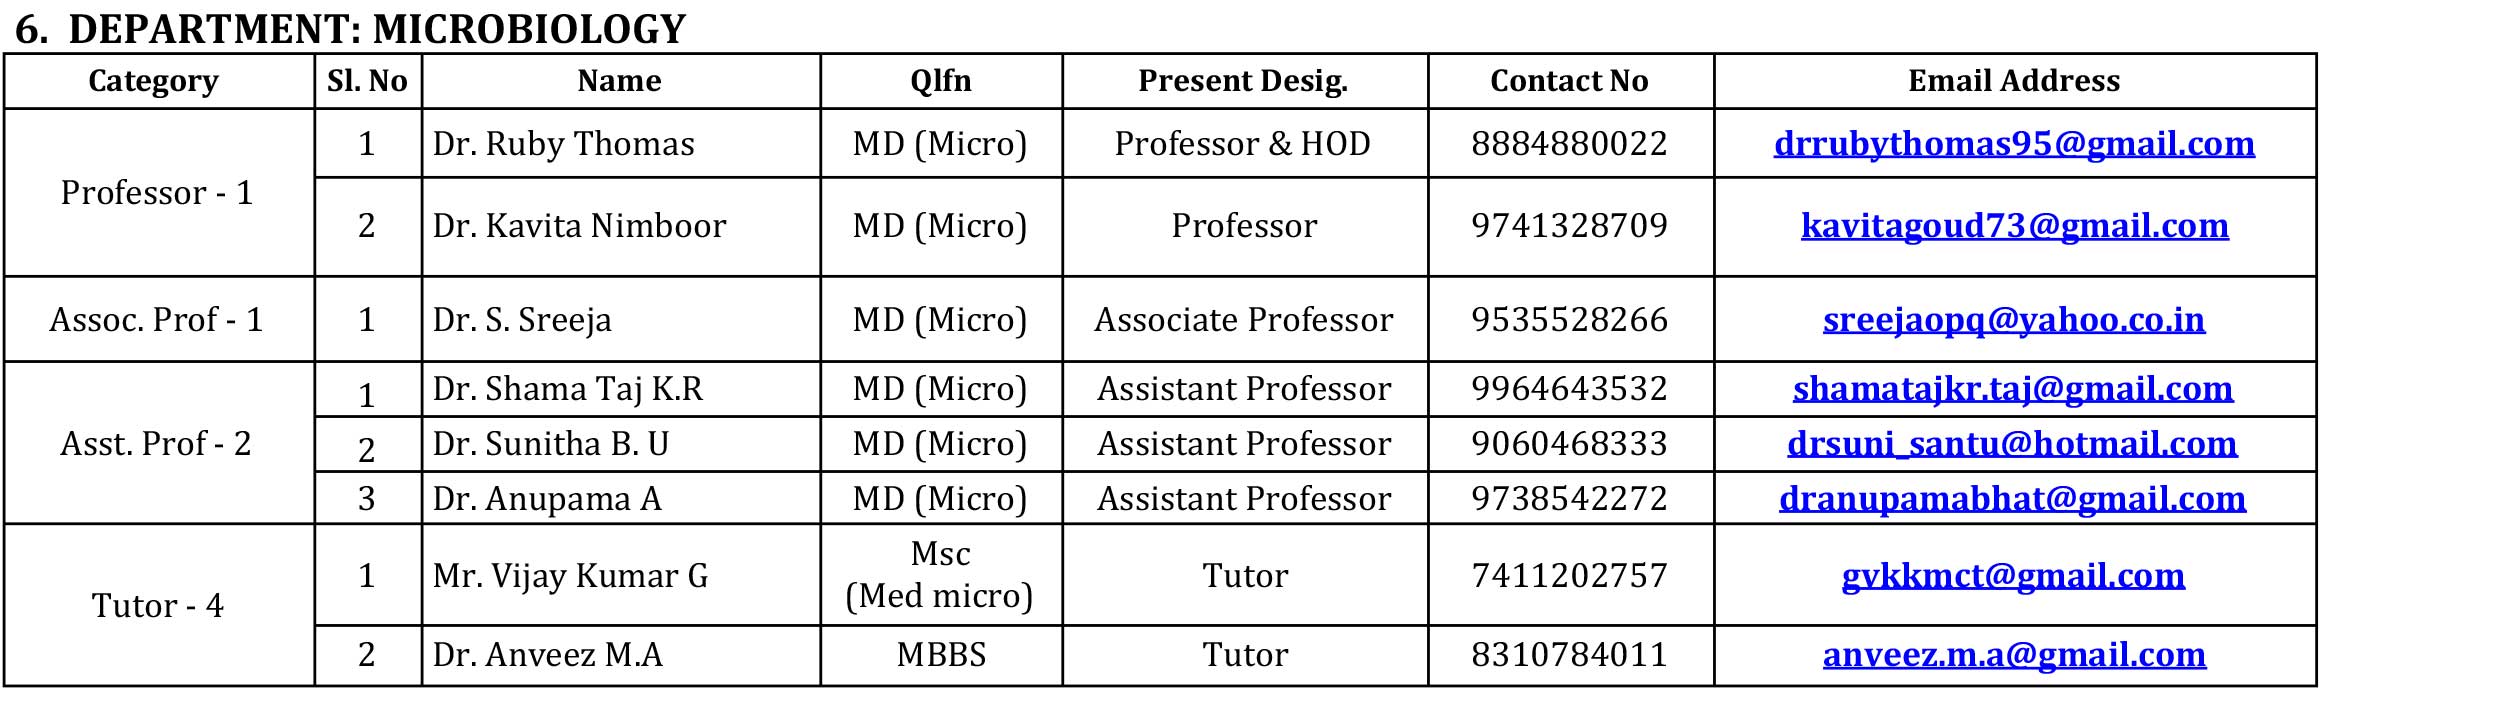 6. DEPARTMENT: MICROBIOLOGY
Category Sl. No Name Qlfn Present Desig. Contact No Email Address
Professor - 1
1 Dr. Ruby Thomas MD (Micro) Professor & HOD 8884880022 drrubythomas95@gmail.com
2 Dr. Kavita Nimboor MD (Micro) Professor 9741328709 kavitagoud73@gmail.com
Assoc. Prof - 1 1 Dr. S. Sreeja MD (Micro) Associate Professor 9535528266 sreejaopq@yahoo.co.in
Asst. Prof - 2
1 Dr. Shama Taj K.R MD (Micro) Assistant Professor 9964643532 shamatajkr.taj@gmail.com
2 Dr. Sunitha B. U MD (Micro) Assistant Professor 9060468333 drsuni_santu@hotmail.com
3 Dr. Anupama A MD (Micro) Assistant Professor 9738542272 dranupamabhat@gmail.com
Tutor - 4
1 Mr. Vijay Kumar G Msc
(Med micro) Tutor 7411202757 gvkkmct@gmail.com
2 Dr. Anveez M.A MBBS Tutor 8310784011 anveez.m.a@gmail.com